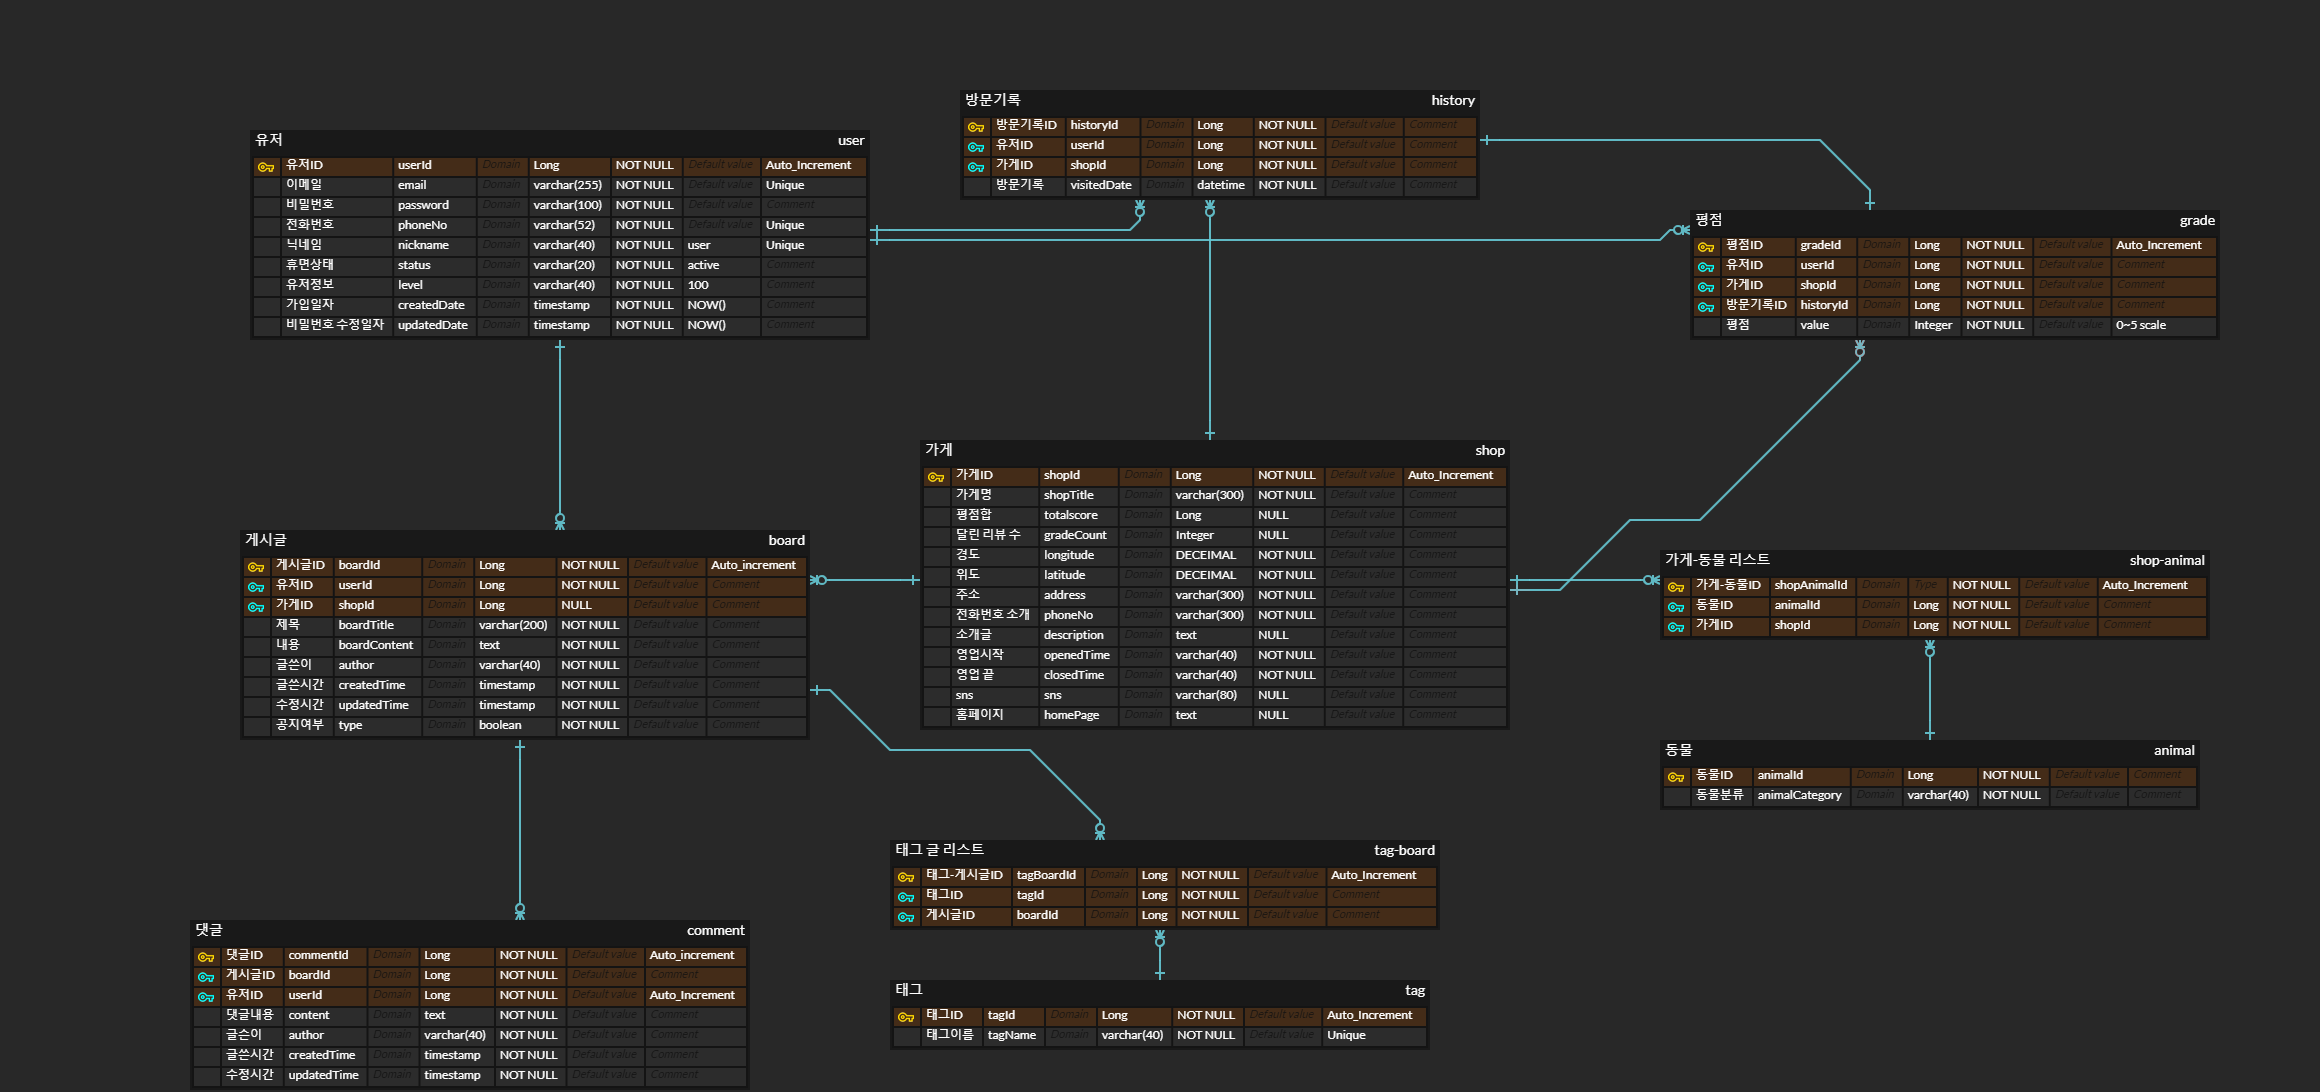 방문기록 history
방문기록ID historyId Domain Long NOT NULL Default value Comment
유저ID userId Domain Long NOT NULL Default value Comment
가게ID shopId Domain Long NOT NULL Default value Comment
방문기록 visitedDate Domain datetime NOT NULL Default value Comment
유저 user
유저ID userId Domain Long NOT NULL Default value Auto_Increment
이메일 email Domain varchar(255) NOT NULL Default value Unique
비밀번호 password Domain varchar(100) NOT NULL Default value Comment
전화번호 phoneNo Domain varchar(52) NOT NULL Default value Unique
닉네임 nickname Domain varchar(40) NOT NULL user Unique
휴면상태 status Domain varchar(20) NOT NULL active Comment
유저정보 level Domain varchar(40) NOT NULL 100 Comment
가입일자 createdDate Domain timestamp NOT NULL NOW() Comment
비밀번호 수정일자 updatedDate Domain timestamp NOT NULL NOW() Comment
평점 grade
평점ID gradeId Domain Long NOT NULL Default value Auto_Increment
유저ID userId Domain Long NOT NULL Default value Comment
가게ID shopId Domain Long NOT NULL Default value Comment
방문기록ID historyId Domain Long NOT NULL Default value Comment
평점 value Domain Integer NOT NULL Default value 0~5 scale
가게 shop
가게ID shopId Domain Long NOT NULL Default value Auto_Increment
가게명 shopTitle Domain varchar(300) NOT NULL Default value Comment
평점합 totalscore Domain Long NULL Default value Comment
달린 리뷰 수 gradeCount Domain Integer NULL Default value Comment
경도 longitude Domain DECEIMAL NOT NULL Default value Comment
위도 latitude Domain DECEIMAL NOT NULL Default value Comment
주소 address Domain varchar(300) NOT NULL Default value Comment
전화번호 소개 phoneNo Domain varchar(300) NOT NULL Default value Comment
소개글 description Domain text NULL Default value Comment
영업시작 openedTime Domain varchar(40) NOT NULL Default value Comment
영업 끝 closedTime Domain varchar(40) NOT NULL Default value Comment
sns sns Domain varchar(80) NULL Default value Comment
홈페이지 homePage Domain text NULL Default value Comment
게시글 board
게시글ID boardId Domain Long NOT NULL Default value Auto_increment
유저ID userId Domain Long NOT NULL Default value Comment
가게ID shopId Domain Long NULL Default value Comment
제목 boardTitle Domain varchar(200) NOT NULL Default value Comment
내용 boardContent Domain text NOT NULL Default value Comment
글쓴이 author Domain varchar(40) NOT NULL Default value Comment
글쓴시간 createdTime Domain timestamp NOT NULL Default value Comment
수정시간 updatedTime Domain timestamp NOT NULL Default value Comment
공지여부 type Domain boolean NOT NULL Default value Comment
가게-동물 리스트 shop-animal
가게-동물ID shopAnimalId Domain Type NOT NULL Default value Auto_Increment
동물ID animalId Domain Long NOT NULL Default value Comment
가게ID shopId Domain Long NOT NULL Default value Comment
동물 animal
동물ID animalId Domain Long NOT NULL Default value Comment
동물분류 animalCategory Domain varchar(40) NOT NULL Default value Comment
태그 글 리스트 tag-board
태그-게시글ID tagBoardId Domain Long NOT NULL Default value Auto_Increment
태그ID tagId Domain Long NOT NULL Default value Comment
게시글ID boardId Domain Long NOT NULL Default value Comment
댓글 comment
댓글ID commentId Domain Long NOT NULL Default value Auto_increment
게시글ID boardId Domain Long NOT NULL Default value Comment
유저ID userId Domain Long NOT NULL Default value Auto_Increment
댓글내용 content Domain text NOT NULL Default value Comment
글슨이 author Domain varchar(40) NOT NULL Default value Comment
글쓴시간 createdTime Domain timestamp NOT NULL Default value Comment
수정시간 updatedTime Domain timestamp NOT NULL Default value Comment
태그 tag
태그ID tagId Domain Long NOT NULL Default value Auto_Increment
태그이름 tagName Domain varchar(40) NOT NULL Default value Unique